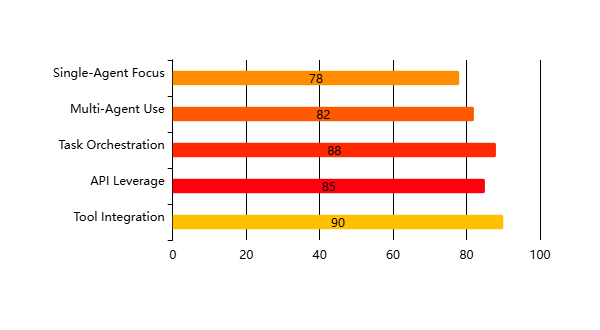 Single-Agent Focus 78
Multi-Agent Use 82
Task Orchestration 88
API Leverage 85
Tool Integration 90
0 20 40 60 80 100